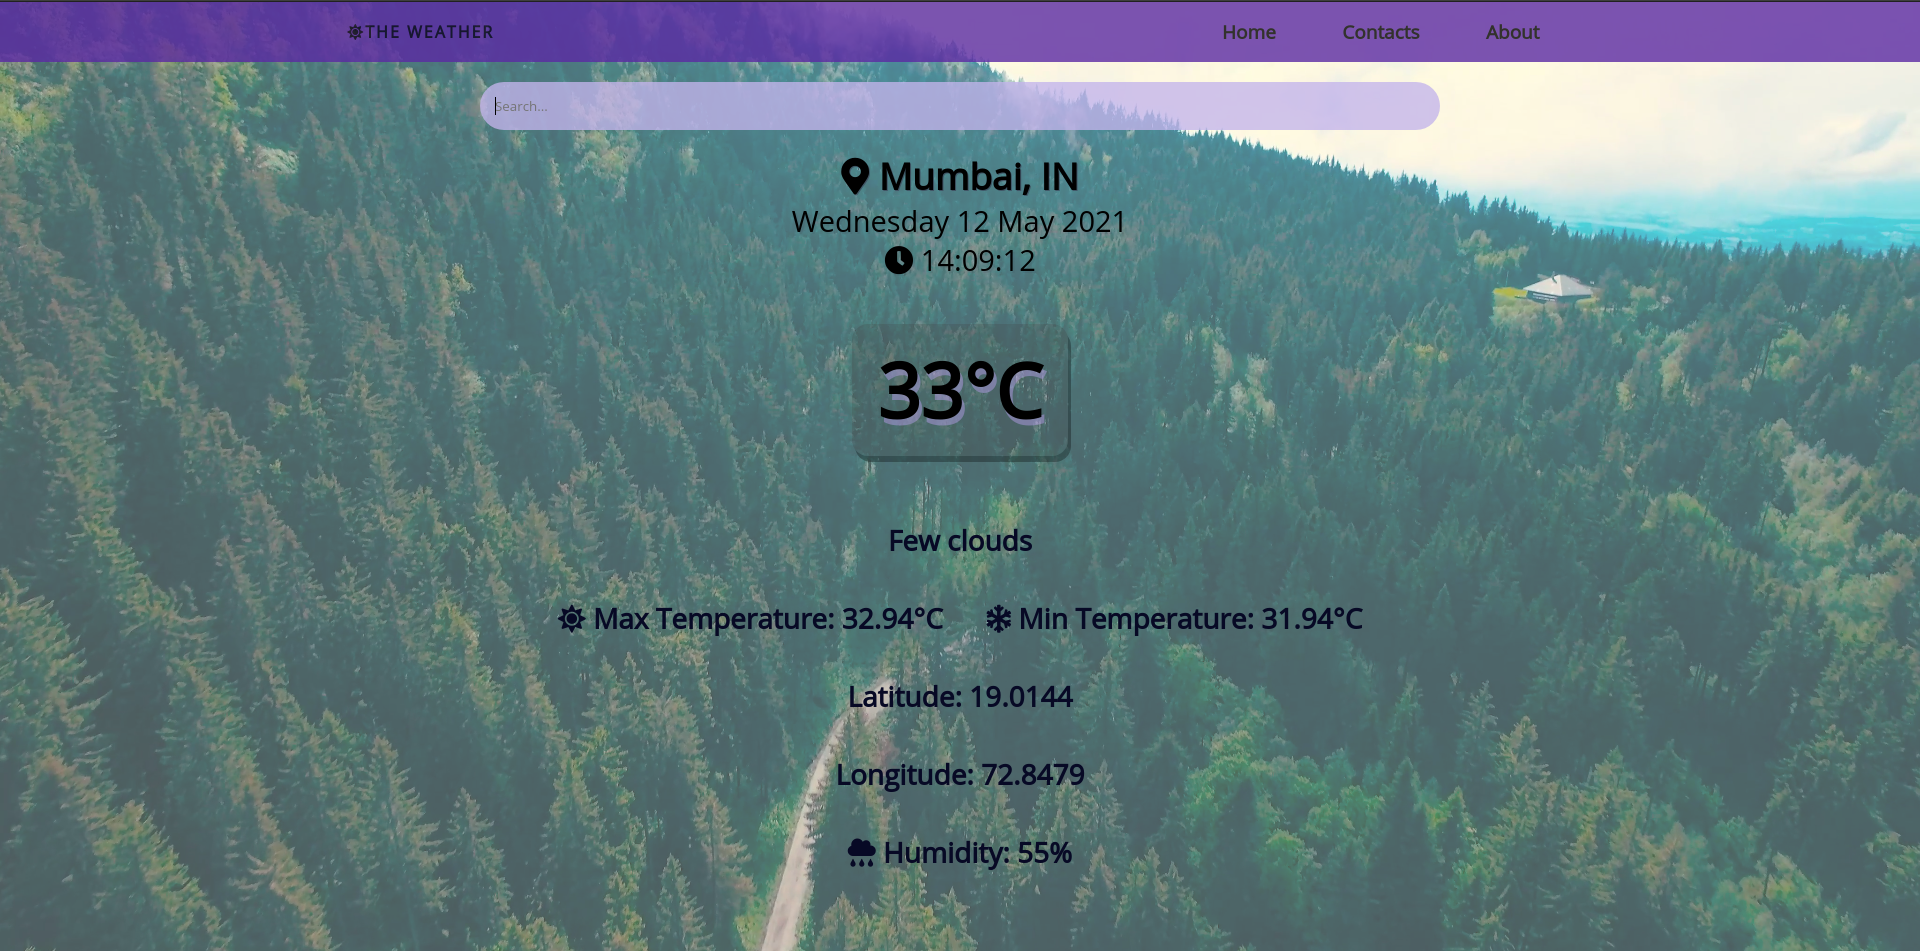 THE WEATHER
Home Contacts About
Search...
Mumbai, IN
Wednesday 12 May 2021
14:09:12
33°C
Few clouds
Max Temperature: 32.94°C Min Temperature: 31.94°C
Latitude: 19.0144
Longitude: 72.8479
Humidity: 55%